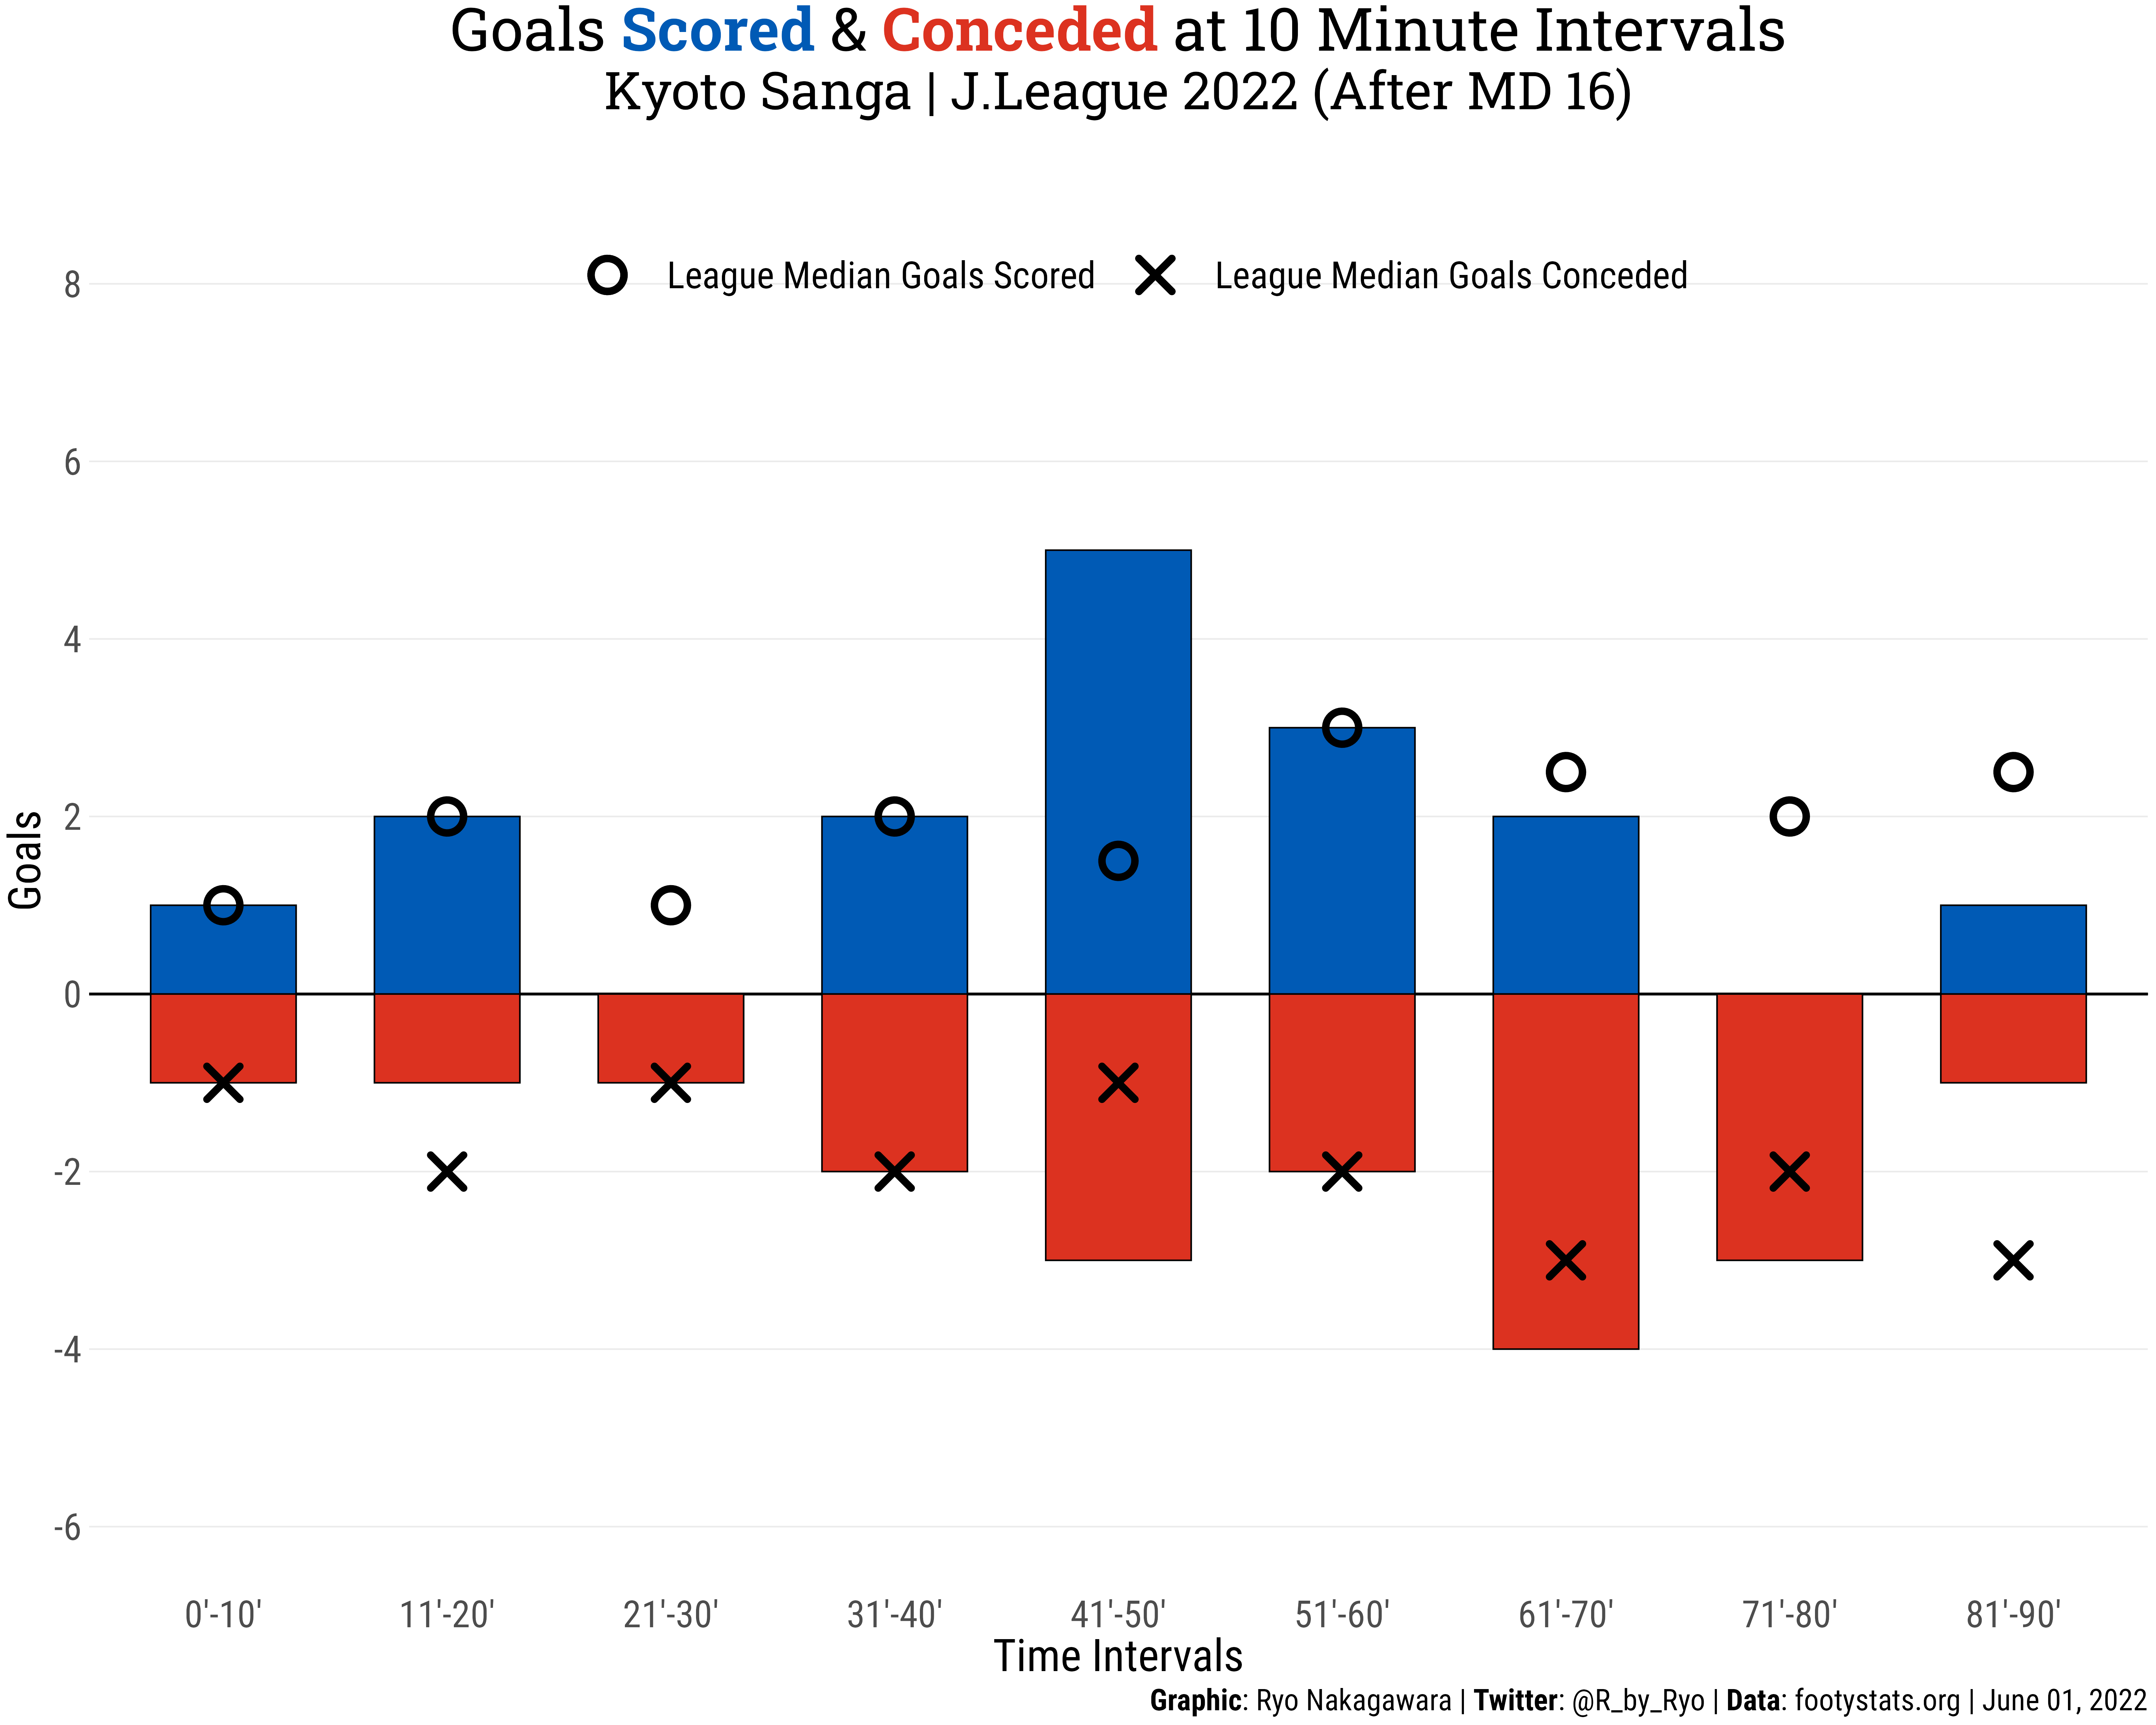 Goals Scored & Conceded at 10 Minute Intervals
Kyoto Sanga | J.League 2022 (After MD 16)
League Median Goals Scored
League Median Goals Conceded
8
6
4
2
0
-2
-4
-6
Goals
0'-10'
11'-20'
21'-30'
31'-40'
41'-50'
51'-60'
61'-70'
71'-80'
81'-90'
Time Intervals
Graphic: Ryo Nakagawara | Twitter: @R_by_Ryo | Data: footystats.org | June 01, 2022